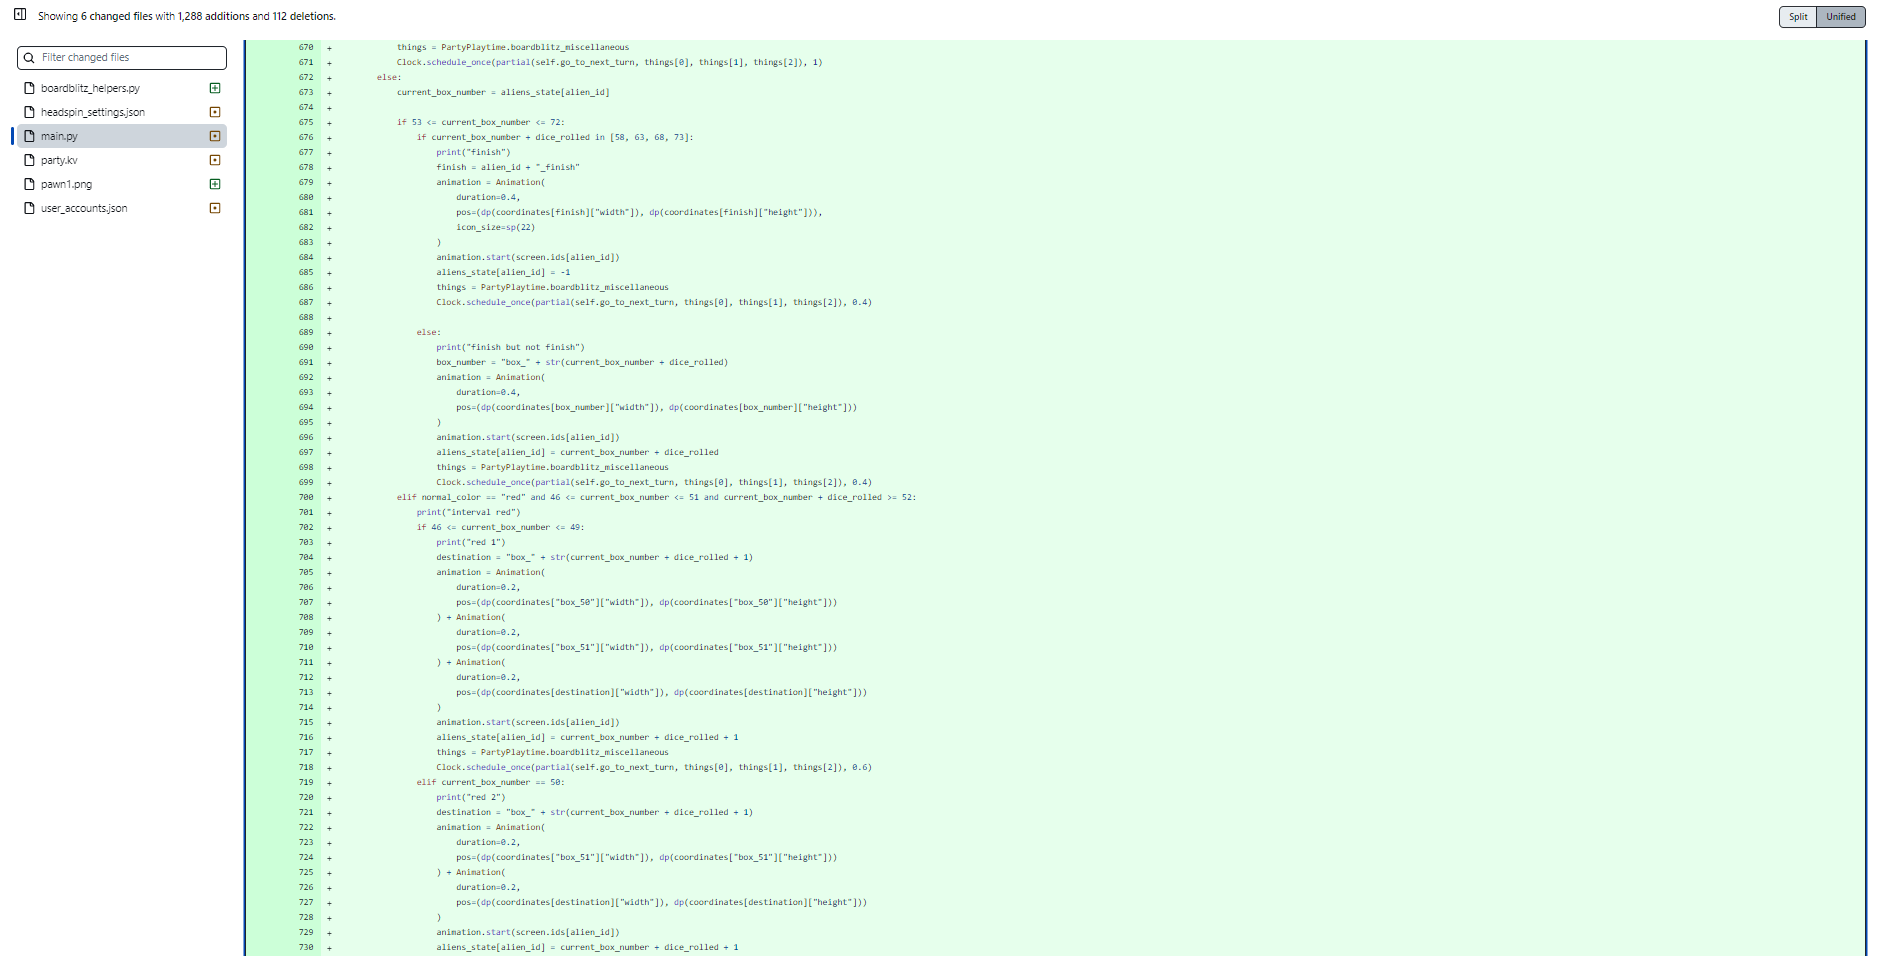 Showing 6 changed files with 1,288 additions and 112 deletions.
Split Unified
Filter changed files
boardblitz_helpers.py
headspin_settings.json
main.py
party.kv
pawn1.png
user_accounts.json
670 + things = PartyPlaytime.boardblitz_miscellaneous
671 + Clock.schedule_once(partial(self.go_to_next_turn, things[0], things[1], things[2]), 1)
672 + else:
673 + current_box_number = aliens_state[alien_id]
674 +
675 + if 53 <= current_box_number <= 72:
676 + if current_box_number + dice_rolled in [58, 63, 68, 73]:
677 + print("finish")
678 + finish = alien_id + "_finish"
679 + animation = Animation(
680 + duration=0.4,
681 + pos=(dp(coordinates[finish]["width"]), dp(coordinates[finish]["height"])),
682 + icon_size=sp(22)
683 + )
684 + animation.start(screen.ids[alien_id])
685 + aliens_state[alien_id] = -1
686 + things = PartyPlaytime.boardblitz_miscellaneous
687 + Clock.schedule_once(partial(self.go_to_next_turn, things[0], things[1], things[2]), 0.4)
688 +
689 + else:
690 + print("finish but not finish")
691 + box_number = "box_" + str(current_box_number + dice_rolled)
692 + animation = Animation(
693 + duration=0.4,
694 + pos=(dp(coordinates[box_number]["width"]), dp(coordinates[box_number]["height"]))
695 + )
696 + animation.start(screen.ids[alien_id])
697 + aliens_state[alien_id] = current_box_number + dice_rolled
698 + things = PartyPlaytime.boardblitz_miscellaneous
699 + Clock.schedule_once(partial(self.go_to_next_turn, things[0], things[1], things[2]), 0.4)
700 + elif normal_color == "red" and 46 <= current_box_number <= 51 and current_box_number + dice_rolled >= 52:
701 + print("interval red")
702 + if 46 <= current_box_number <= 49:
703 + print("red 1")
704 + destination = "box_" + str(current_box_number + dice_rolled + 1)
705 + animation = Animation(
706 + duration=0.2,
707 + pos=(dp(coordinates["box_50"]["width"]), dp(coordinates["box_50"]["height"]))
708 + ) + Animation(
709 + duration=0.2,
710 + pos=(dp(coordinates["box_51"]["width"]), dp(coordinates["box_51"]["height"]))
711 + ) + Animation(
712 + duration=0.2,
713 + pos=(dp(coordinates[destination]["width"]), dp(coordinates[destination]["height"]))
714 + )
715 + animation.start(screen.ids[alien_id])
716 + aliens_state[alien_id] = current_box_number + dice_rolled + 1
717 + things = PartyPlaytime.boardblitz_miscellaneous
718 + Clock.schedule_once(partial(self.go_to_next_turn, things[0], things[1], things[2]), 0.6)
719 + elif current_box_number == 50:
720 + print("red 2")
721 + destination = "box_" + str(current_box_number + dice_rolled + 1)
722 + animation = Animation(
723 + duration=0.2,
724 + pos=(dp(coordinates["box_51"]["width"]), dp(coordinates["box_51"]["height"]))
725 + ) + Animation(
726 + duration=0.2,
727 + pos=(dp(coordinates[destination]["width"]), dp(coordinates[destination]["height"]))
728 + )
729 + animation.start(screen.ids[alien_id])
730 + aliens_state[alien_id] = current_box_number + dice_rolled + 1